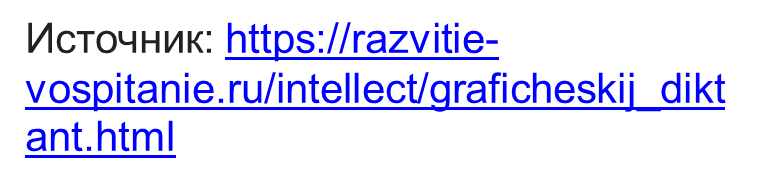 Источник: https://razvitie-
vospitanie.ru/intellect/graficheskij_dikt
ant.html